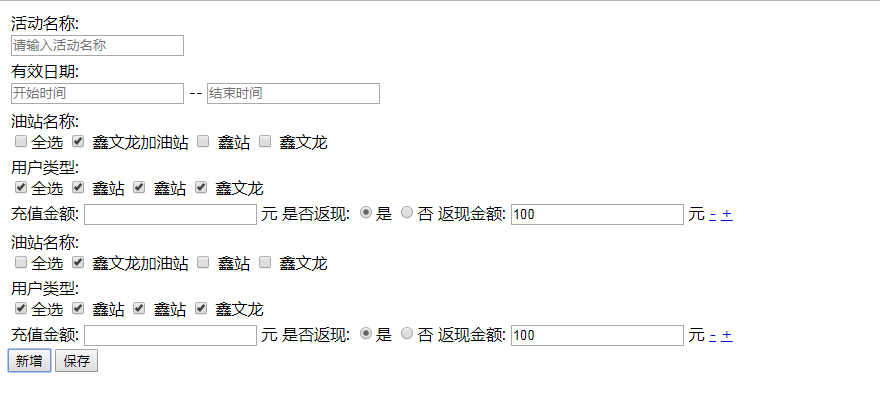 活动名称:
请输入活动名称
有效日期:
开始时间 -- 结束时间
油站名称:
全选 鑫文龙加油站 鑫站 鑫文龙
用户类型:
全选 鑫站 鑫站 鑫文龙
充值金额: 元 是否返现: 是 否 返现金额: 100 元 - +
油站名称:
全选 鑫文龙加油站 鑫站 鑫文龙
用户类型:
全选 鑫站 鑫站 鑫文龙
充值金额: 元 是否返现: 是 否 返现金额: 100 元 - +
新增 保存